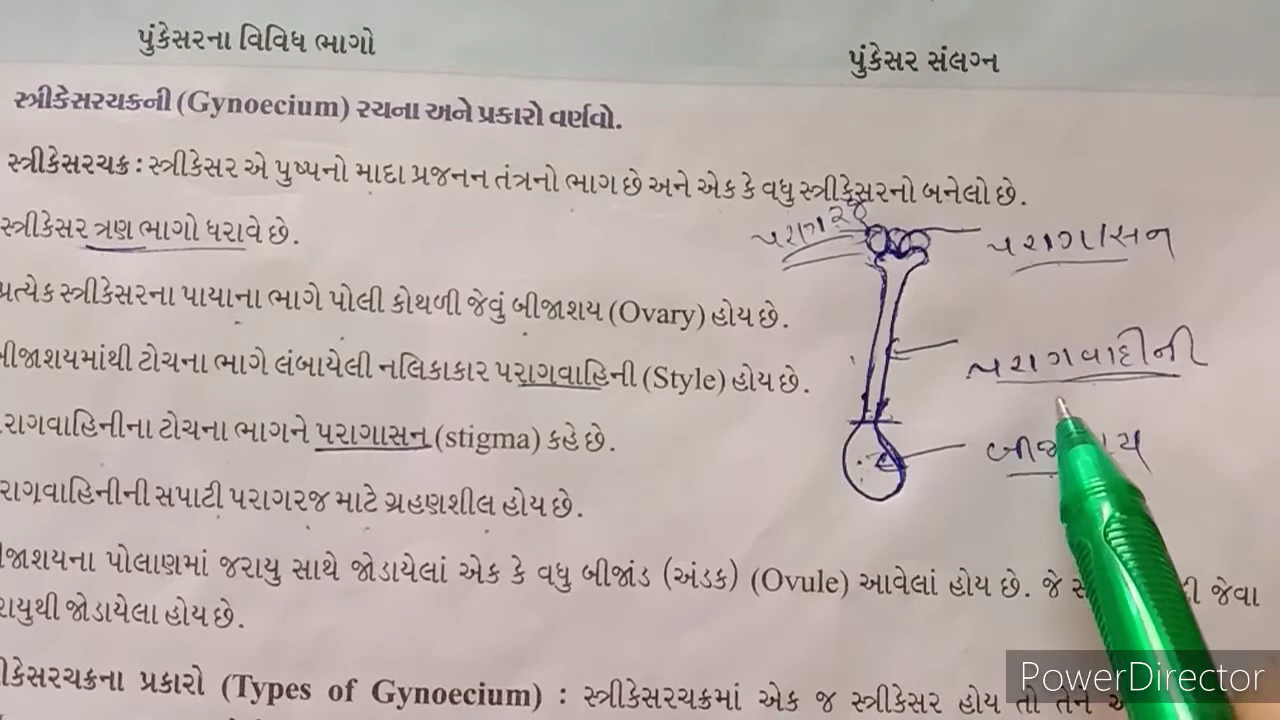 પુંકેસરના વિવિધ ભાગો
પુંકેસર સંલગ્ન
સ્ત્રીકેસરચક્રની (Gynoecium) રચના અને પ્રકારો વર્ણવો.
સ્ત્રીકેસરચક્ર : સ્ત્રીકેસર એ પુષ્પનો માદા પ્રજનન તંત્રનો ભાગ છે અને એક કે વધુ સ્ત્રીકેસરનો બનેલો છે.
સ્ત્રીકેસર ત્રણ ભાગો ધરાવે છે.
પરાગરજ
પરાગાસન
પ્રત્યેક સ્ત્રીકેસરના પાયાના ભાગે પોલી કોથળી જેવું બીજાશય (Ovary) હોય છે.
પરાગવાહીની
બીજાશયમાંથી ટોચના ભાગે લંબાયેલી નલિકાકાર પરાગવાહિની (Style) હોય છે.
રાગવાહિનીના ટોચના ભાગને પરાગાસન (stigma) કહે છે.
રાગવાહિનીની સપાટી પરાગરજ માટે ગ્રહણશીલ હોય છે.
જાશયના પોલાણમાં જરાયુ સાથે જોડાયેલાં એક કે વધુ બીજાંડ (અંડક) (Ovule) આવેલાં હોય છે. જે જેવા
રાયુથી જોડાયેલા હોય છે.
ીકેસરચક્રના પ્રકારો (Types of Gynoecium) : સ્ત્રીકેસરચક્રમાં એક જ સ્ત્રીકેસર હોય તો તેને
PowerDirector